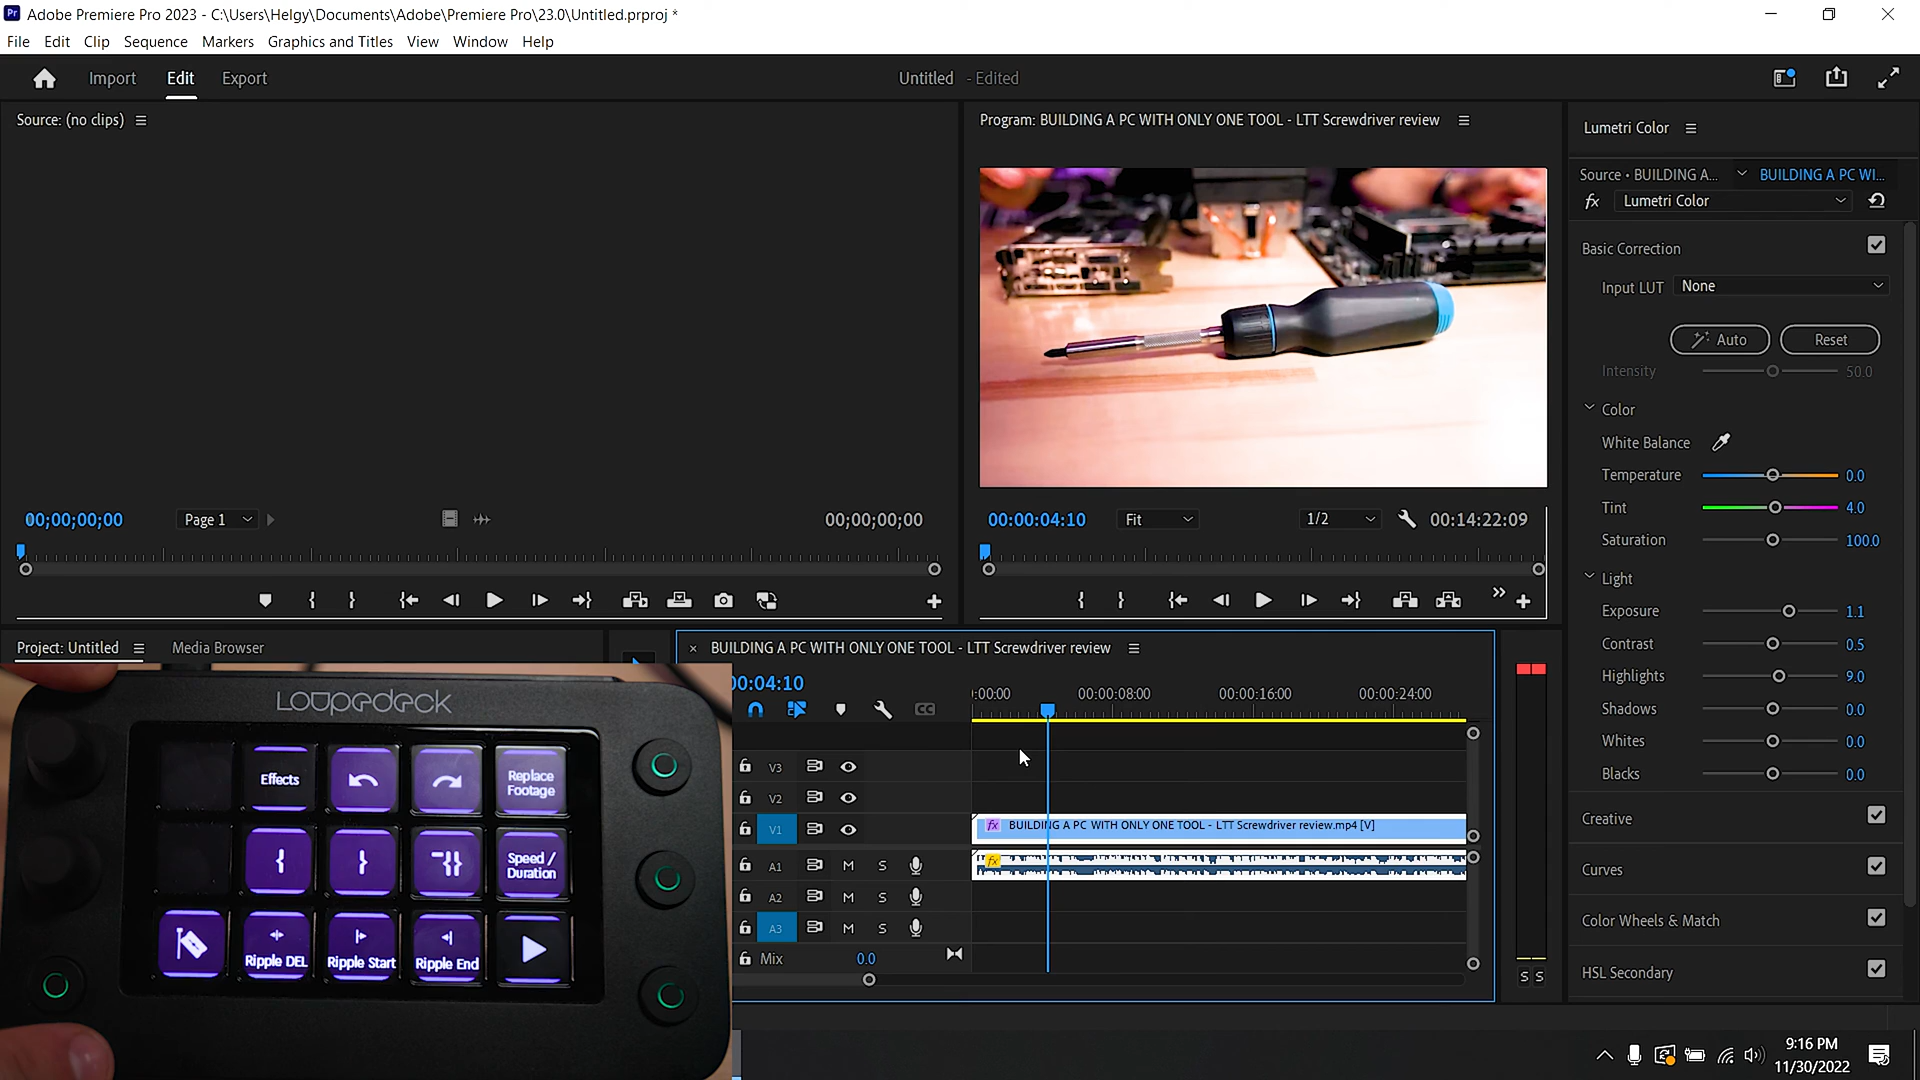 Pr Adobe Premiere Pro 2023 - C:\Users\Helgy\Documents\Adobe\Premiere Pro\23.0\Untitled.prproj *
File Edit Clip Sequence Markers Graphics and Titles View Window Help
Import Edit Export Untitled - Edited
Source: (no clips)
Program: BUILDING A PC WITH ONLY ONE TOOL - LTT Screwdriver review
Lumetri Color
Source • BUILDING A... BUILDING A PC WI...
fx Lumetri Color
Basic Correction
Input LUT None
Auto Reset
Intensity 50.0
Color
White Balance
Temperature 0.0
Tint 4.0
Saturation 100.0
Light
Exposure 1.1
Contrast 0.5
Highlights 9.0
Shadows 0.0
Whites 0.0
Blacks 0.0
Creative
Curves
Color Wheels & Match
HSL Secondary
00;00;00;00 Page 1 00;00;00;00
00:00:04:10 Fit 1/2 00:14:22:09
Project: Untitled Media Browser
BUILDING A PC WITH ONLY ONE TOOL - LTT Screwdriver review
00:04:10
:00:00 00:00:08:00 00:00:16:00 00:00:24:00
V3
V2
V1 fx BUILDING A PC WITH ONLY ONE TOOL - LTT Screwdriver review.mp4 [V]
A1 M S fx
A2 M S
A3 M S
Mix 0.0
S S
LOUPEDECK
Effects
Replace
Footage
Speed /
Duration
Ripple DEL
Ripple Start
Ripple End
9:16 PM
11/30/2022